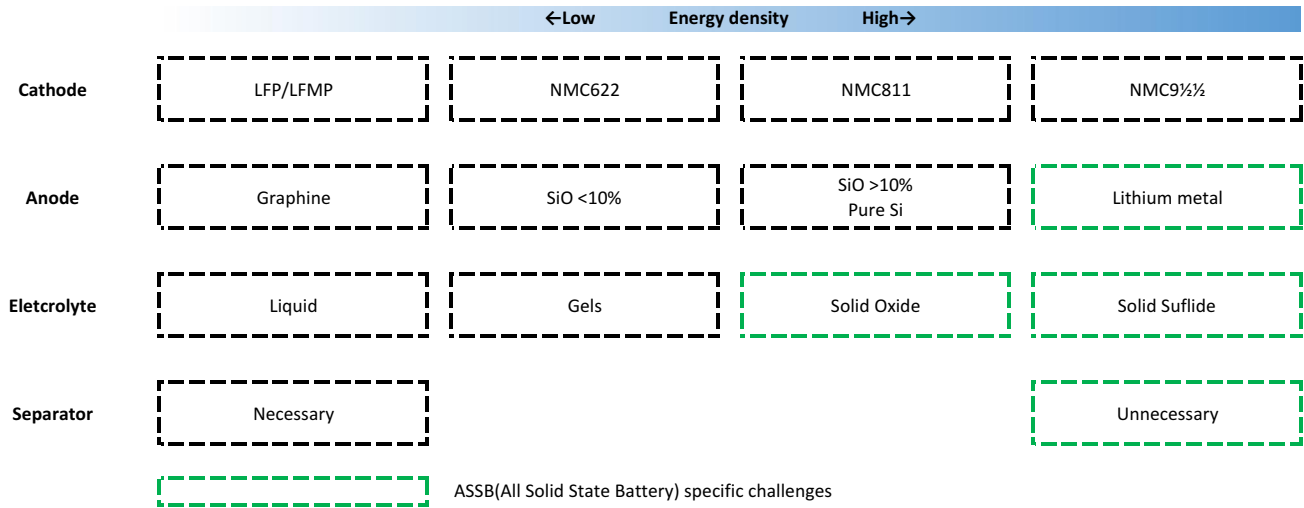 ←Low Energy density High→
Cathode LFP/LFMP NMC622 NMC811 NMC9½½
Anode Graphine SiO <10% SiO >10%
Pure Si Lithium metal
Eletcrolyte Liquid Gels Solid Oxide Solid Suflide
Separator Necessary Unnecessary
ASSB(All Solid State Battery) specific challenges